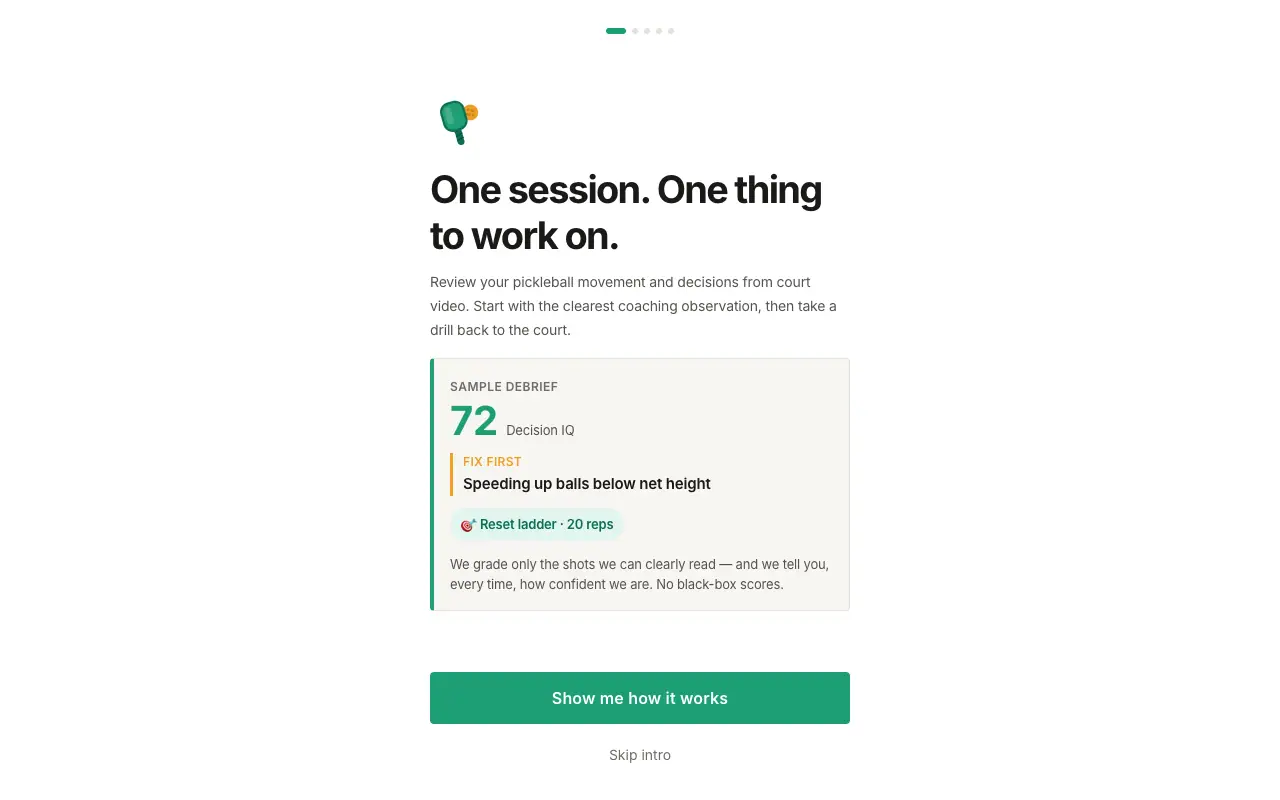 One session. One thing
to work on.
Review your pickleball movement and decisions from court
video. Start with the clearest coaching observation, then take a
drill back to the court.
SAMPLE DEBRIEF
72 Decision IQ
FIX FIRST
Speeding up balls below net height
🎯 Reset ladder · 20 reps
We grade only the shots we can clearly read — and we tell you,
every time, how confident we are. No black-box scores.
Show me how it works
Skip intro